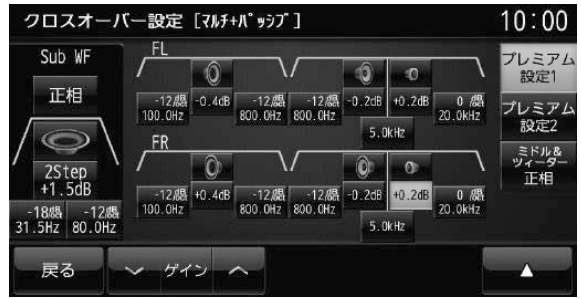 クロスオーバー設定 [ﾏﾙﾁ+ﾊﾟｯｼﾌﾞ]
10:00
Sub WF
正相
2Step
+1.5dB
-18㏈/oct -12㏈/oct
31.5Hz 80.0Hz
FL
-12㏈/oct -0.4dB -12㏈/oct -12㏈/oct -0.2dB +0.2dB 0㏈/oct
100.0Hz 800.0Hz 800.0Hz 20.0kHz
5.0kHz
FR
-12㏈/oct +0.4dB -12㏈/oct -12㏈/oct -0.2dB +0.2dB 0㏈/oct
100.0Hz 800.0Hz 800.0Hz 20.0kHz
5.0kHz
プレミアム
設定1
プレミアム
設定2
ミドル&
ツィーター
正相
戻る
ゲイン